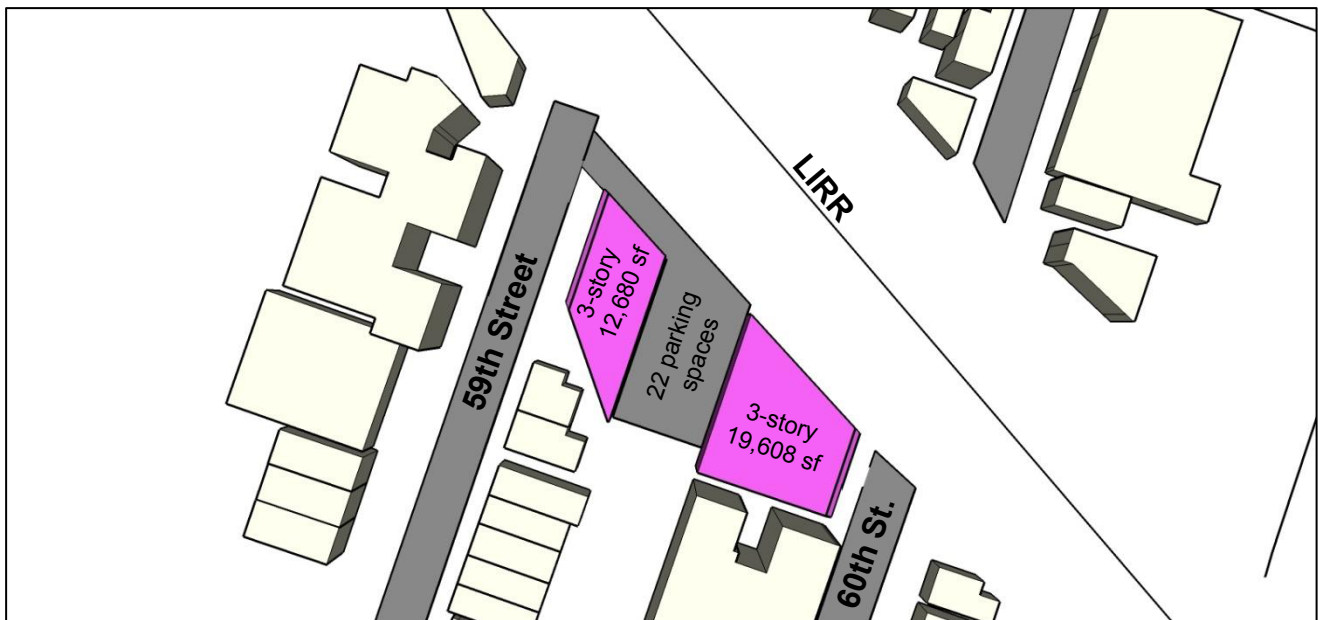 LIRR
59th Street
3-story
12,680 sf
22 parking
spaces
3-story
19,608 sf
60th St.